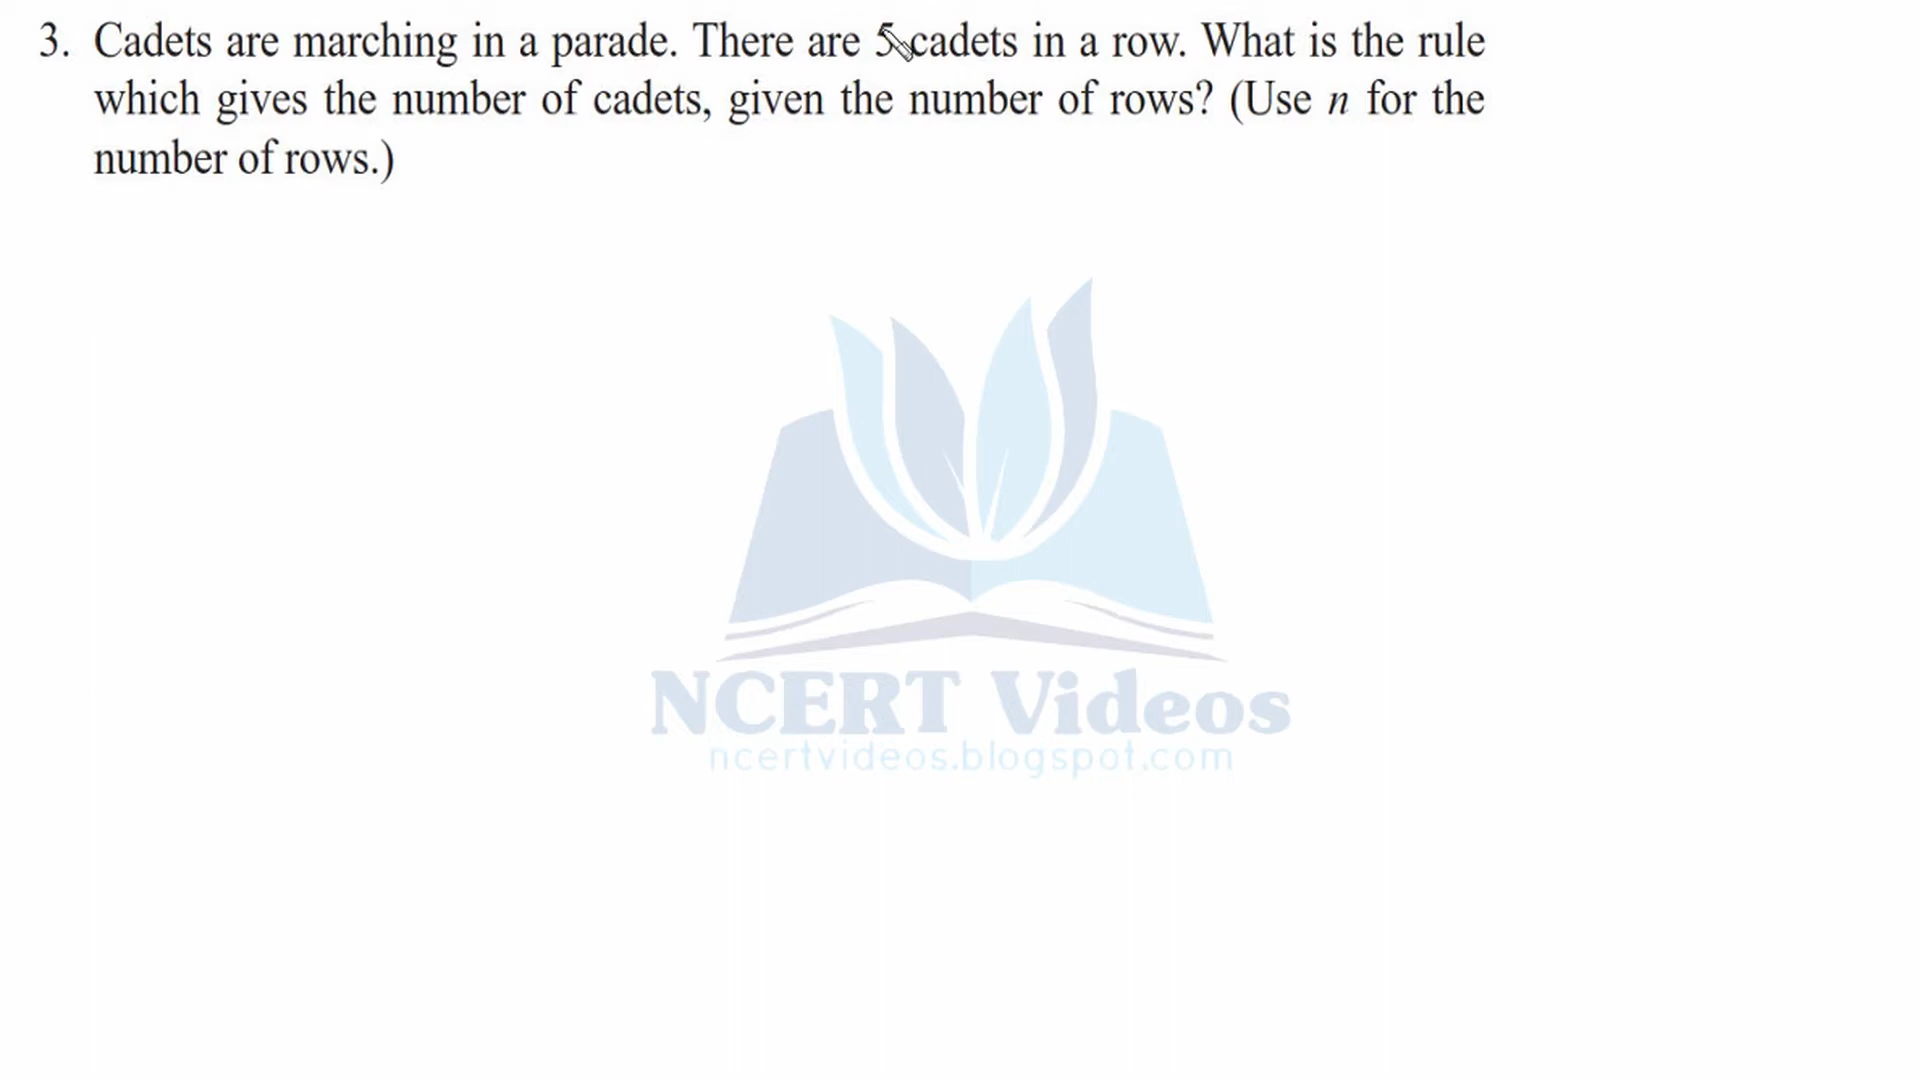 3. Cadets are marching in a parade. There are 5 cadets in a row. What is the rule
which gives the number of cadets, given the number of rows? (Use n for the
number of rows.)
NCERT Videos
ncertvideos.blogspot.com